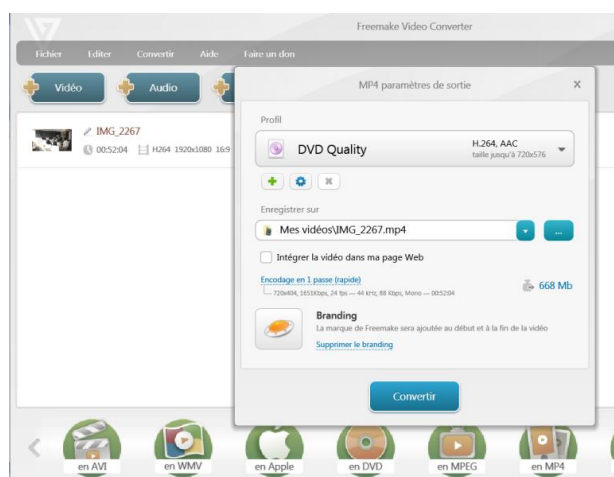 Freemake Video Converter
Fichier Editer Convertir Aide Faire un don
Vidéo Audio
IMG_2267
00:52:04 H264 1920x1080 16:9
MP4 paramètres de sortie
Profil
DVD Quality
H.264, AAC
taille jusqu'à 720x576
Enregistrer sur
Mes vidéos\IMG_2267.mp4
...
Intégrer la vidéo dans ma page Web
Encodage en 1 passe (rapide)
720x404, 1651Kbps, 24 fps — 44 kHz, 88 Kbps, Mono — 00:52:04
668 Mb
Branding
La marque de Freemake sera ajoutée au début et à la fin de la vidéo
Supprimer le branding
Convertir
en AVI en WMV en Apple en DVD en MPEG en MP4